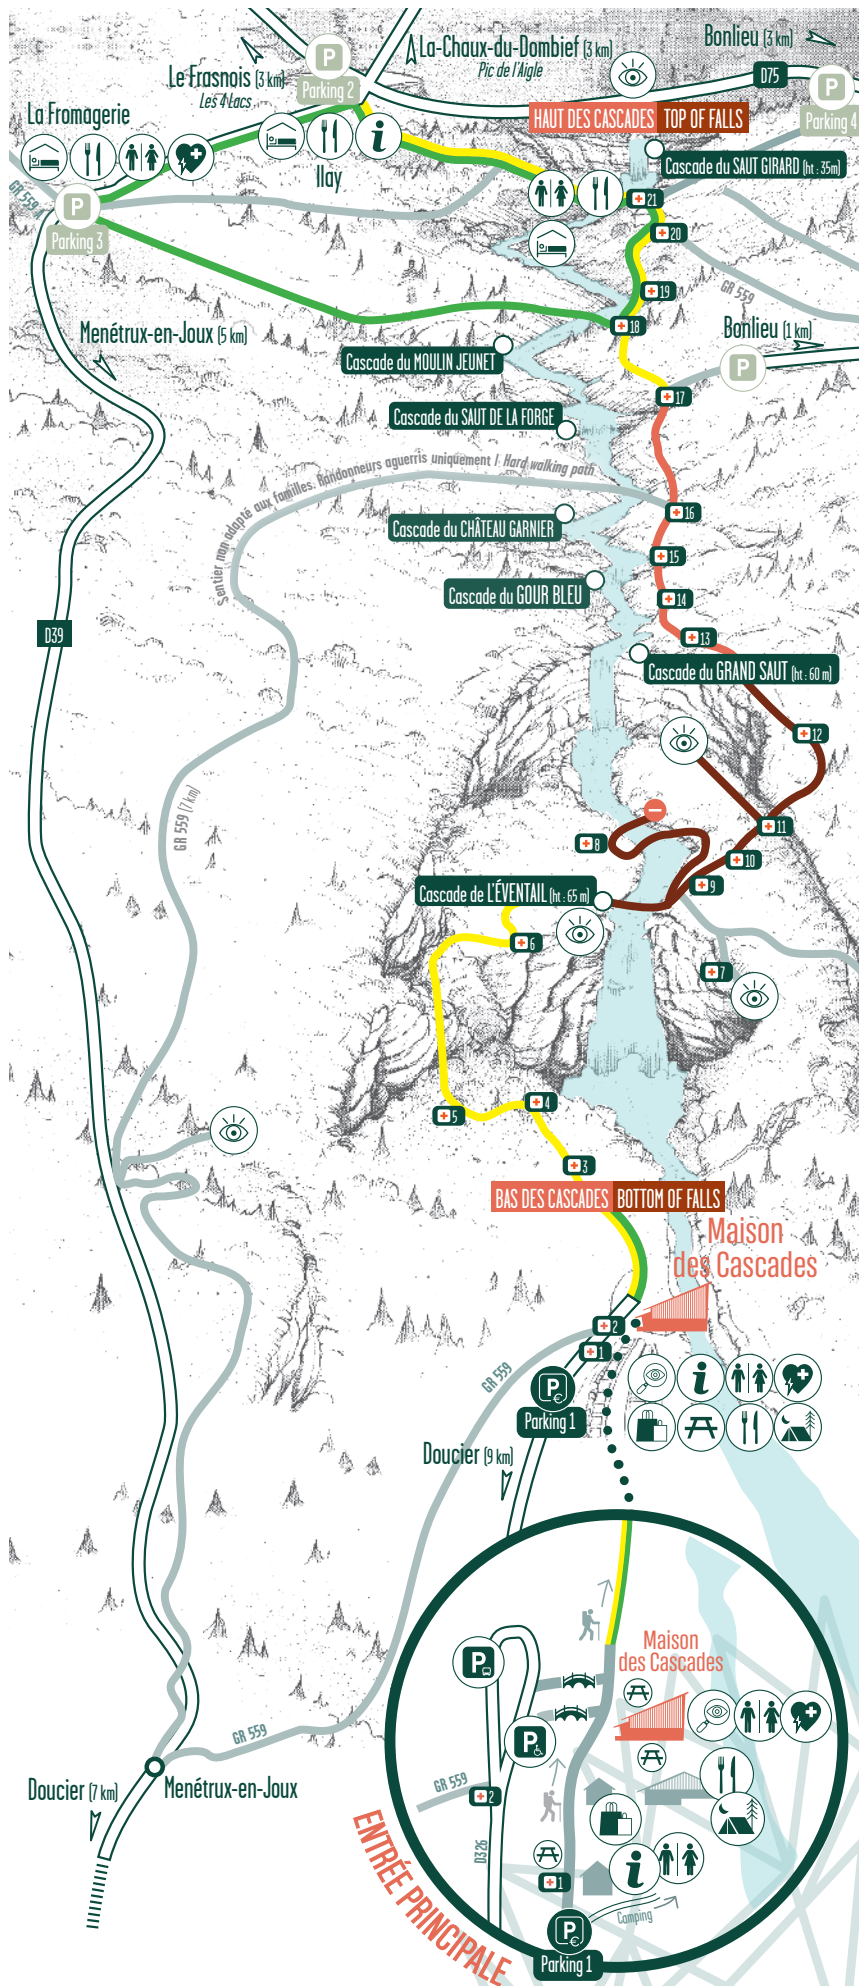 La-Chaux-du-Dombief (3 km)
Pic de l'Aigle
Bonlieu (3 km)
Le Frasnois (3 km)
Les 4 Lacs
P
Parking 2
D75
P
Parking 4
La Fromagerie
HAUT DES CASCADES TOP OF FALLS
Illay
Cascade du SAUT GIRARD (ht : 35m)
GR 559
P
Parking 3
21
20
GR 559
19
18
Menétrux-en-Joux (5 km)
Bonlieu (1 km)
P
Cascade du MOULIN JEUNET
17
Cascade du SAUT DE LA FORGE
Sentier non adapté aux familles. Randonneurs aguerris uniquement / Hard walking path
16
Cascade du CHÂTEAU GARNIER
15
Cascade du GOUR BLEU
14
D39
13
Cascade du GRAND SAUT (ht : 60 m)
12
GR 559 (7 km)
11
8
10
9
Cascade de L'ÉVENTAIL (ht : 65 m)
6
7
4
5
3
BAS DES CASCADES BOTTOM OF FALLS
Maison
des Cascades
2
1
GR 559
P€
Parking 1
Doucier (9 km)
Maison
des Cascades
P
P
GR 559
GR 559
2
Doucier (7 km)
Menétrux-en-Joux
D326
1
Camping
P€
Parking 1
ENTRÉE PRINCIPALE